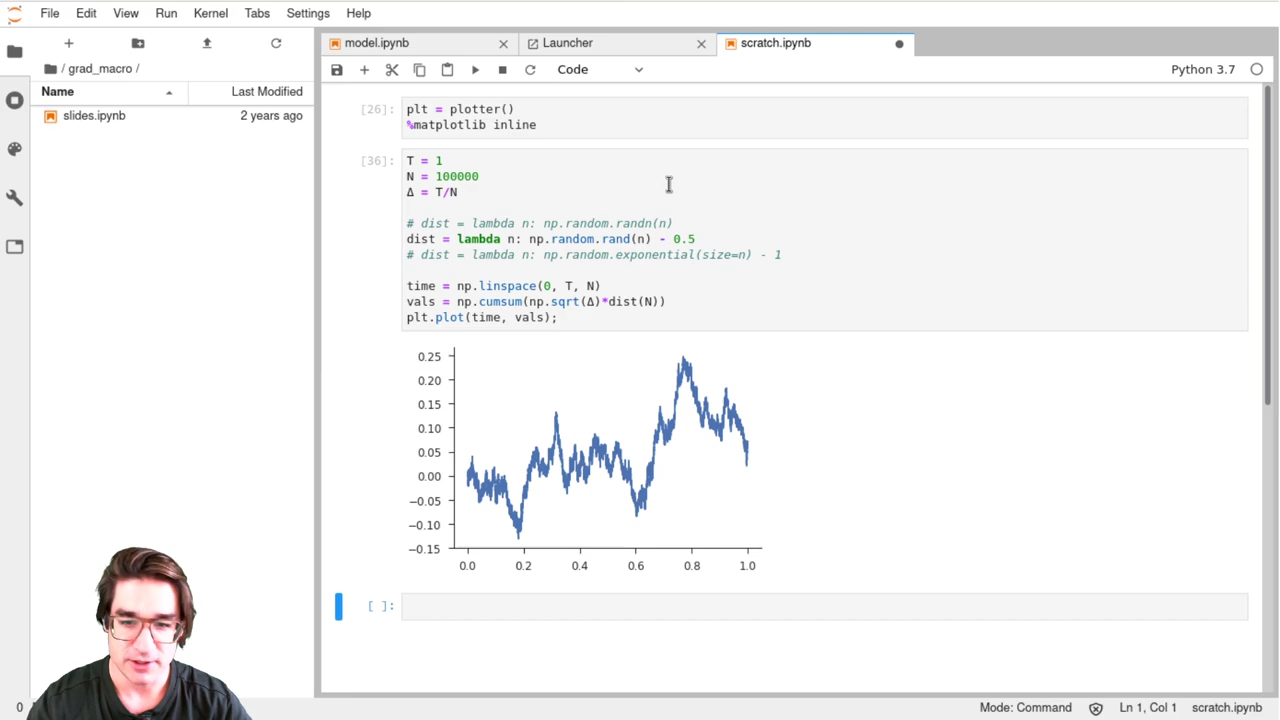 File Edit View Run Kernel Tabs Settings Help
model.ipynb
Launcher
scratch.ipynb
/ grad_macro /
Code
Python 3.7
Name
Last Modified
slides.ipynb
2 years ago
[26]:
plt = plotter()
%matplotlib inline
[36]:
T = 1
N = 100000
Δ = T/N
# dist = lambda n: np.random.randn(n)
dist = lambda n: np.random.rand(n) - 0.5
# dist = lambda n: np.random.exponential(size=n) - 1
time = np.linspace(0, T, N)
vals = np.cumsum(np.sqrt(Δ)*dist(N))
plt.plot(time, vals);
0.25
0.20
0.15
0.10
0.05
0.00
−0.05
−0.10
−0.15
0.0 0.2 0.4 0.6 0.8 1.0
[ ]:
0
Mode: Command
Ln 1, Col 1
scratch.ipynb